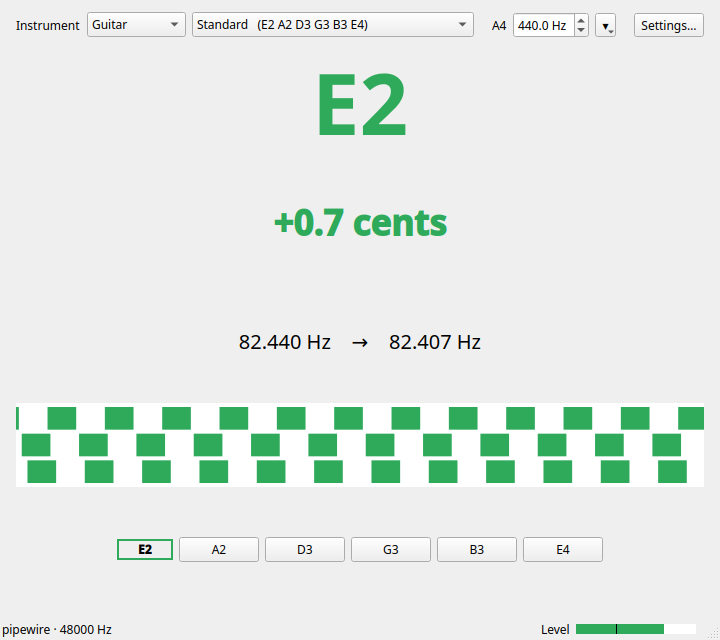 Instrument Guitar Standard (E2 A2 D3 G3 B3 E4) A4 440.0 Hz Settings...
E2
+0.7 cents
82.440 Hz → 82.407 Hz
E2 A2 D3 G3 B3 E4
pipewire · 48000 Hz Level